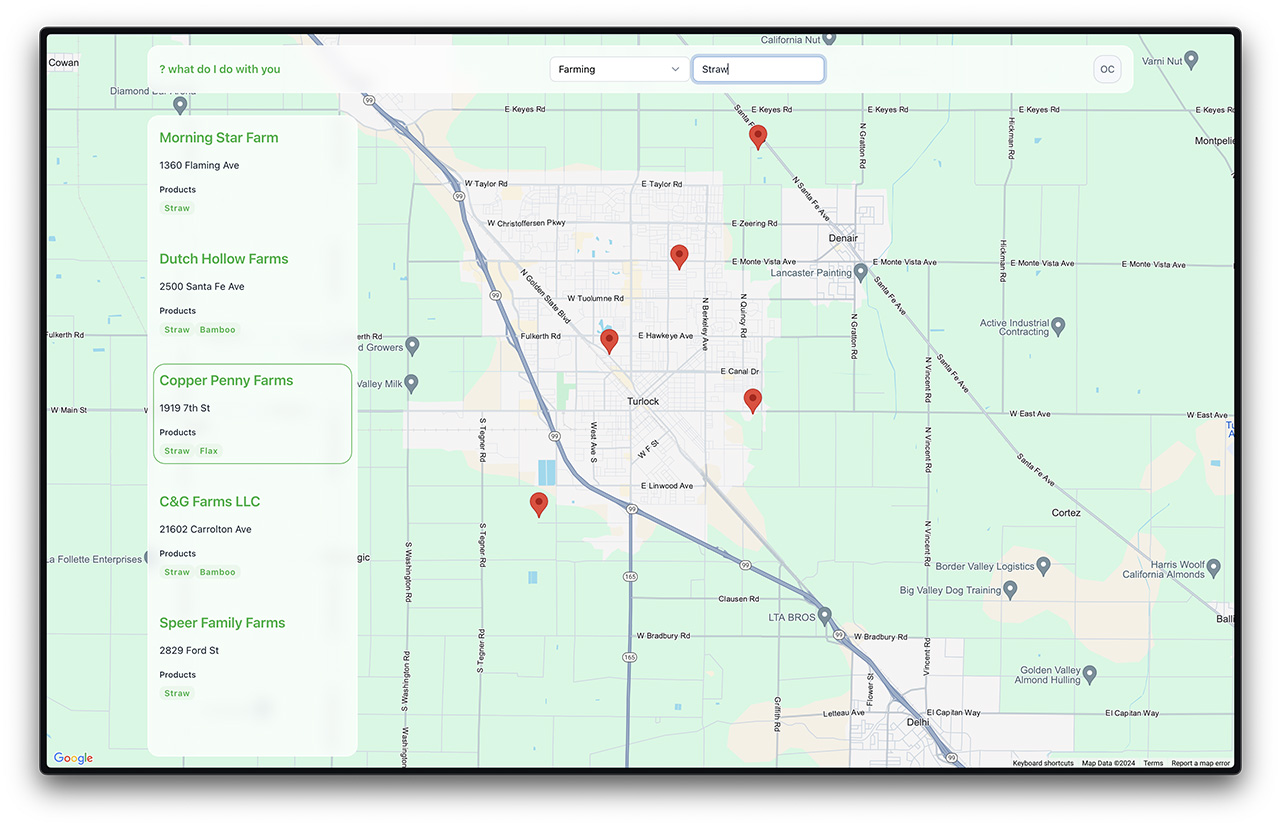 California Nut
Cowan
? what do I do with you
Farming
Straw
OC
Varni Nut
E Keyes Rd
E Keyes Rd
E Keyes Rd
E Keyes Rd
99
Santa Fe
N Gratton Rd
Hickman Rd
Morning Star Farm
1360 Flaming Ave
Products
Straw
W Taylor Rd
E Taylor Rd
99
N Santa Fe Ave
W Christoffersen Pkwy
E Zeering Rd
Denair
Dutch Hollow Farms
2500 Santa Fe Ave
Products
Straw Bamboo
E Monte Vista Ave
E Monte Vista Ave
E Monte Vista Ave
E Monte Vista Ave
Hickman Rd
Lancaster Painting
N Golden State Blvd
99
W Tuolumne Rd
N Berkeley Ave
N Quincy Rd
Santa Fe Ave
N Gratton Rd
Active Industrial
Contracting
Fulkerth Rd
E Hawkeye Ave
Growers
Valley Milk
E Canal Dr
N Vincent Rd
Santa Fe Ave
Copper Penny Farms
1919 7th St
Products
Straw Flax
W Main St
Turlock
W East Ave
E East Ave
S Tegner Rd
99
West Ave S
W F St
N Vincent Rd
Santa Fe Ave
E Linwood Ave
C&G Farms LLC
21602 Carrolton Ave
Products
Straw Bamboo
99
Cortez
S Tegner Rd
N Vincent Rd
La Follette Enterprises
S Washington Rd
165
99
Border Valley Logistics
Big Valley Dog Training
Harris Woolf
California Almonds
Clausen Rd
LTA BROS
Speer Family Farms
2829 Ford St
Products
Straw
W Bradbury Rd
99
W Bradbury Rd
S Tegner Rd
165
Vincent Rd
S Washington Rd
Golden Valley
Almond Hulling
Flower St
Griffith Rd
Letteau Ave
El Capitan Way
El Capitan Way
Delhi
Washington
99
Google
Keyboard shortcuts
Map Data ©2024
Terms
Report a map error